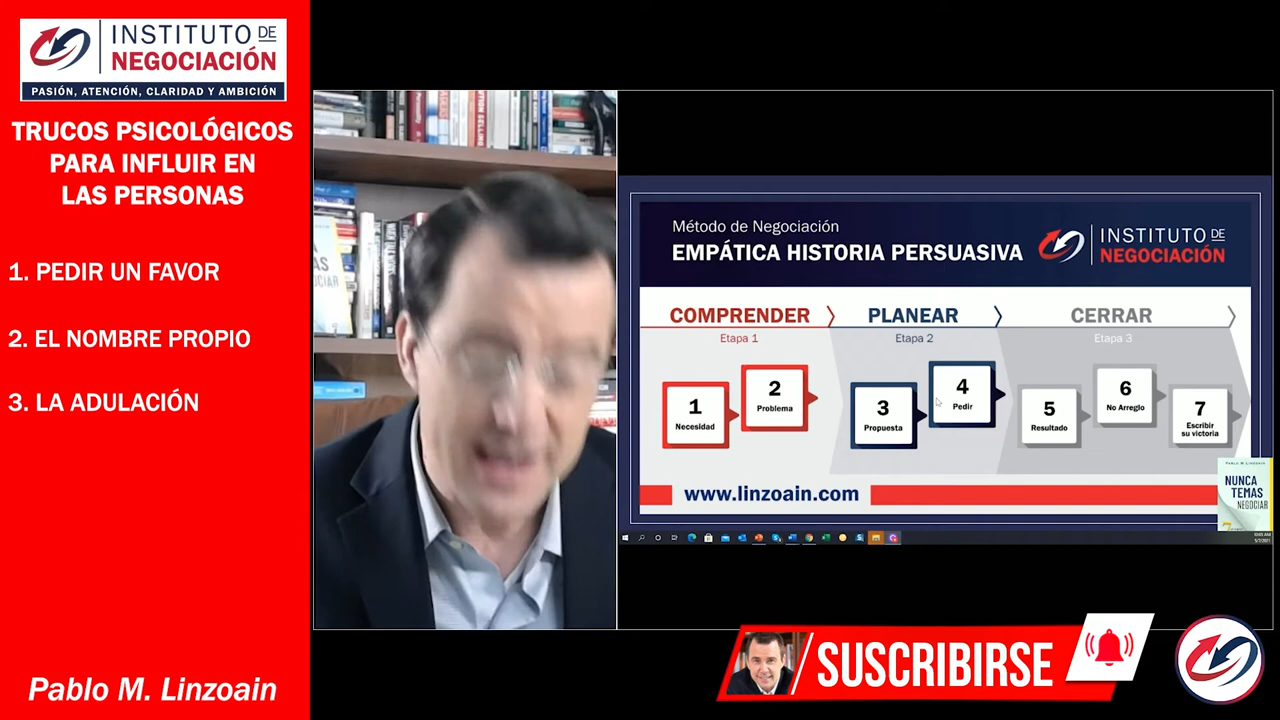 INSTITUTO DE
NEGOCIACIÓN
PASIÓN, ATENCIÓN, CLARIDAD Y AMBICIÓN
TRUCOS PSICOLÓGICOS
PARA INFLUIR EN
LAS PERSONAS
1. PEDIR UN FAVOR
2. EL NOMBRE PROPIO
3. LA ADULACIÓN
Pablo M. Linzoain
Método de Negociación
EMPÁTICA HISTORIA PERSUASIVA
INSTITUTO DE
NEGOCIACIÓN
COMPRENDER
Etapa 1
PLANEAR
Etapa 2
CERRAR
Etapa 3
1
Necesidad
2
Problema
3
Propuesta
4
Pedir
5
Resultado
6
No Arreglo
7
Escribir
su victoria
www.linzoain.com
PABLO M LINZOAIN
NUNCA
TEMAS
NEGOCIAR
SUSCRIBIRSE